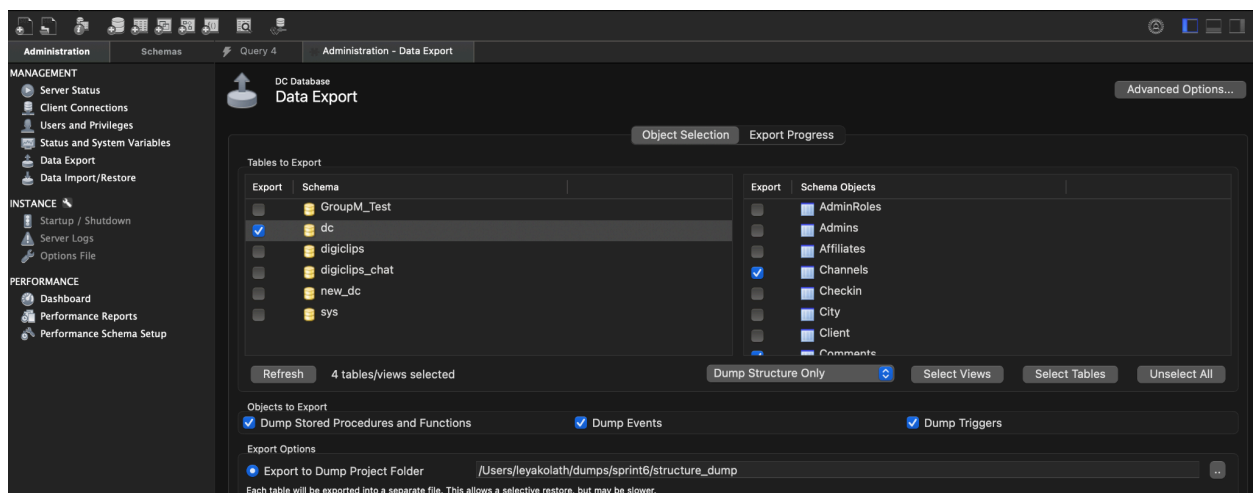 Administration
Schemas
Query 4
Administration - Data Export
MANAGEMENT
Server Status
Client Connections
Users and Privileges
Status and System Variables
Data Export
Data Import/Restore
INSTANCE
Startup / Shutdown
Server Logs
Options File
PERFORMANCE
Dashboard
Performance Reports
Performance Schema Setup
DC Database
Data Export
Advanced Options...
Object Selection
Export Progress
Tables to Export
Export Schema
GroupM_Test
dc
digiclips
digiclips_chat
new_dc
sys
Export Schema Objects
AdminRoles
Admins
Affiliates
Channels
Checkin
City
Client
Comments
Refresh
4 tables/views selected
Dump Structure Only
Select Views
Select Tables
Unselect All
Objects to Export
Dump Stored Procedures and Functions
Dump Events
Dump Triggers
Export Options
Export to Dump Project Folder
/Users/leyakolath/dumps/sprint6/structure_dump
..
Each table will be exported into a separate file. This allows a selective restore, but may be slower.